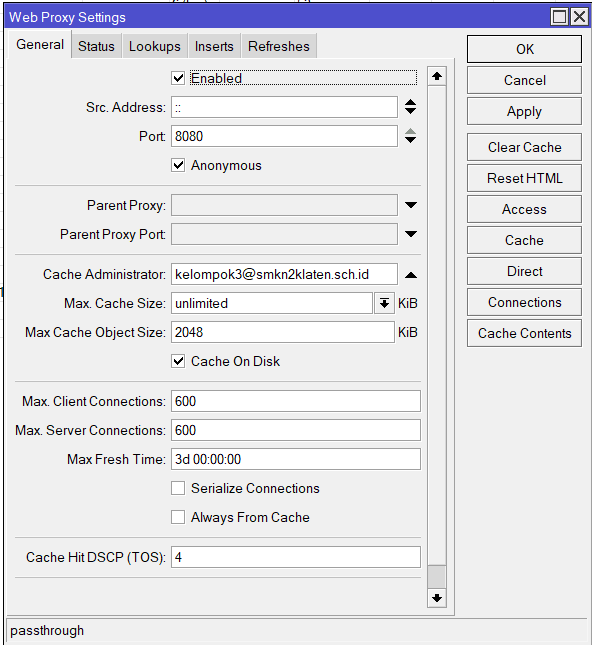 Web Proxy Settings
General Status Lookups Inserts Refreshes
Enabled
Src. Address: ::
Port: 8080
Anonymous
Parent Proxy:
Parent Proxy Port:
Cache Administrator: kelompok3@smkn2klaten.sch.id
Max. Cache Size: unlimited KiB
Max Cache Object Size: 2048 KiB
Cache On Disk
Max. Client Connections: 600
Max. Server Connections: 600
Max Fresh Time: 3d 00:00:00
Serialize Connections
Always From Cache
Cache Hit DSCP (TOS): 4
OK
Cancel
Apply
Clear Cache
Reset HTML
Access
Cache
Direct
Connections
Cache Contents
passthrough